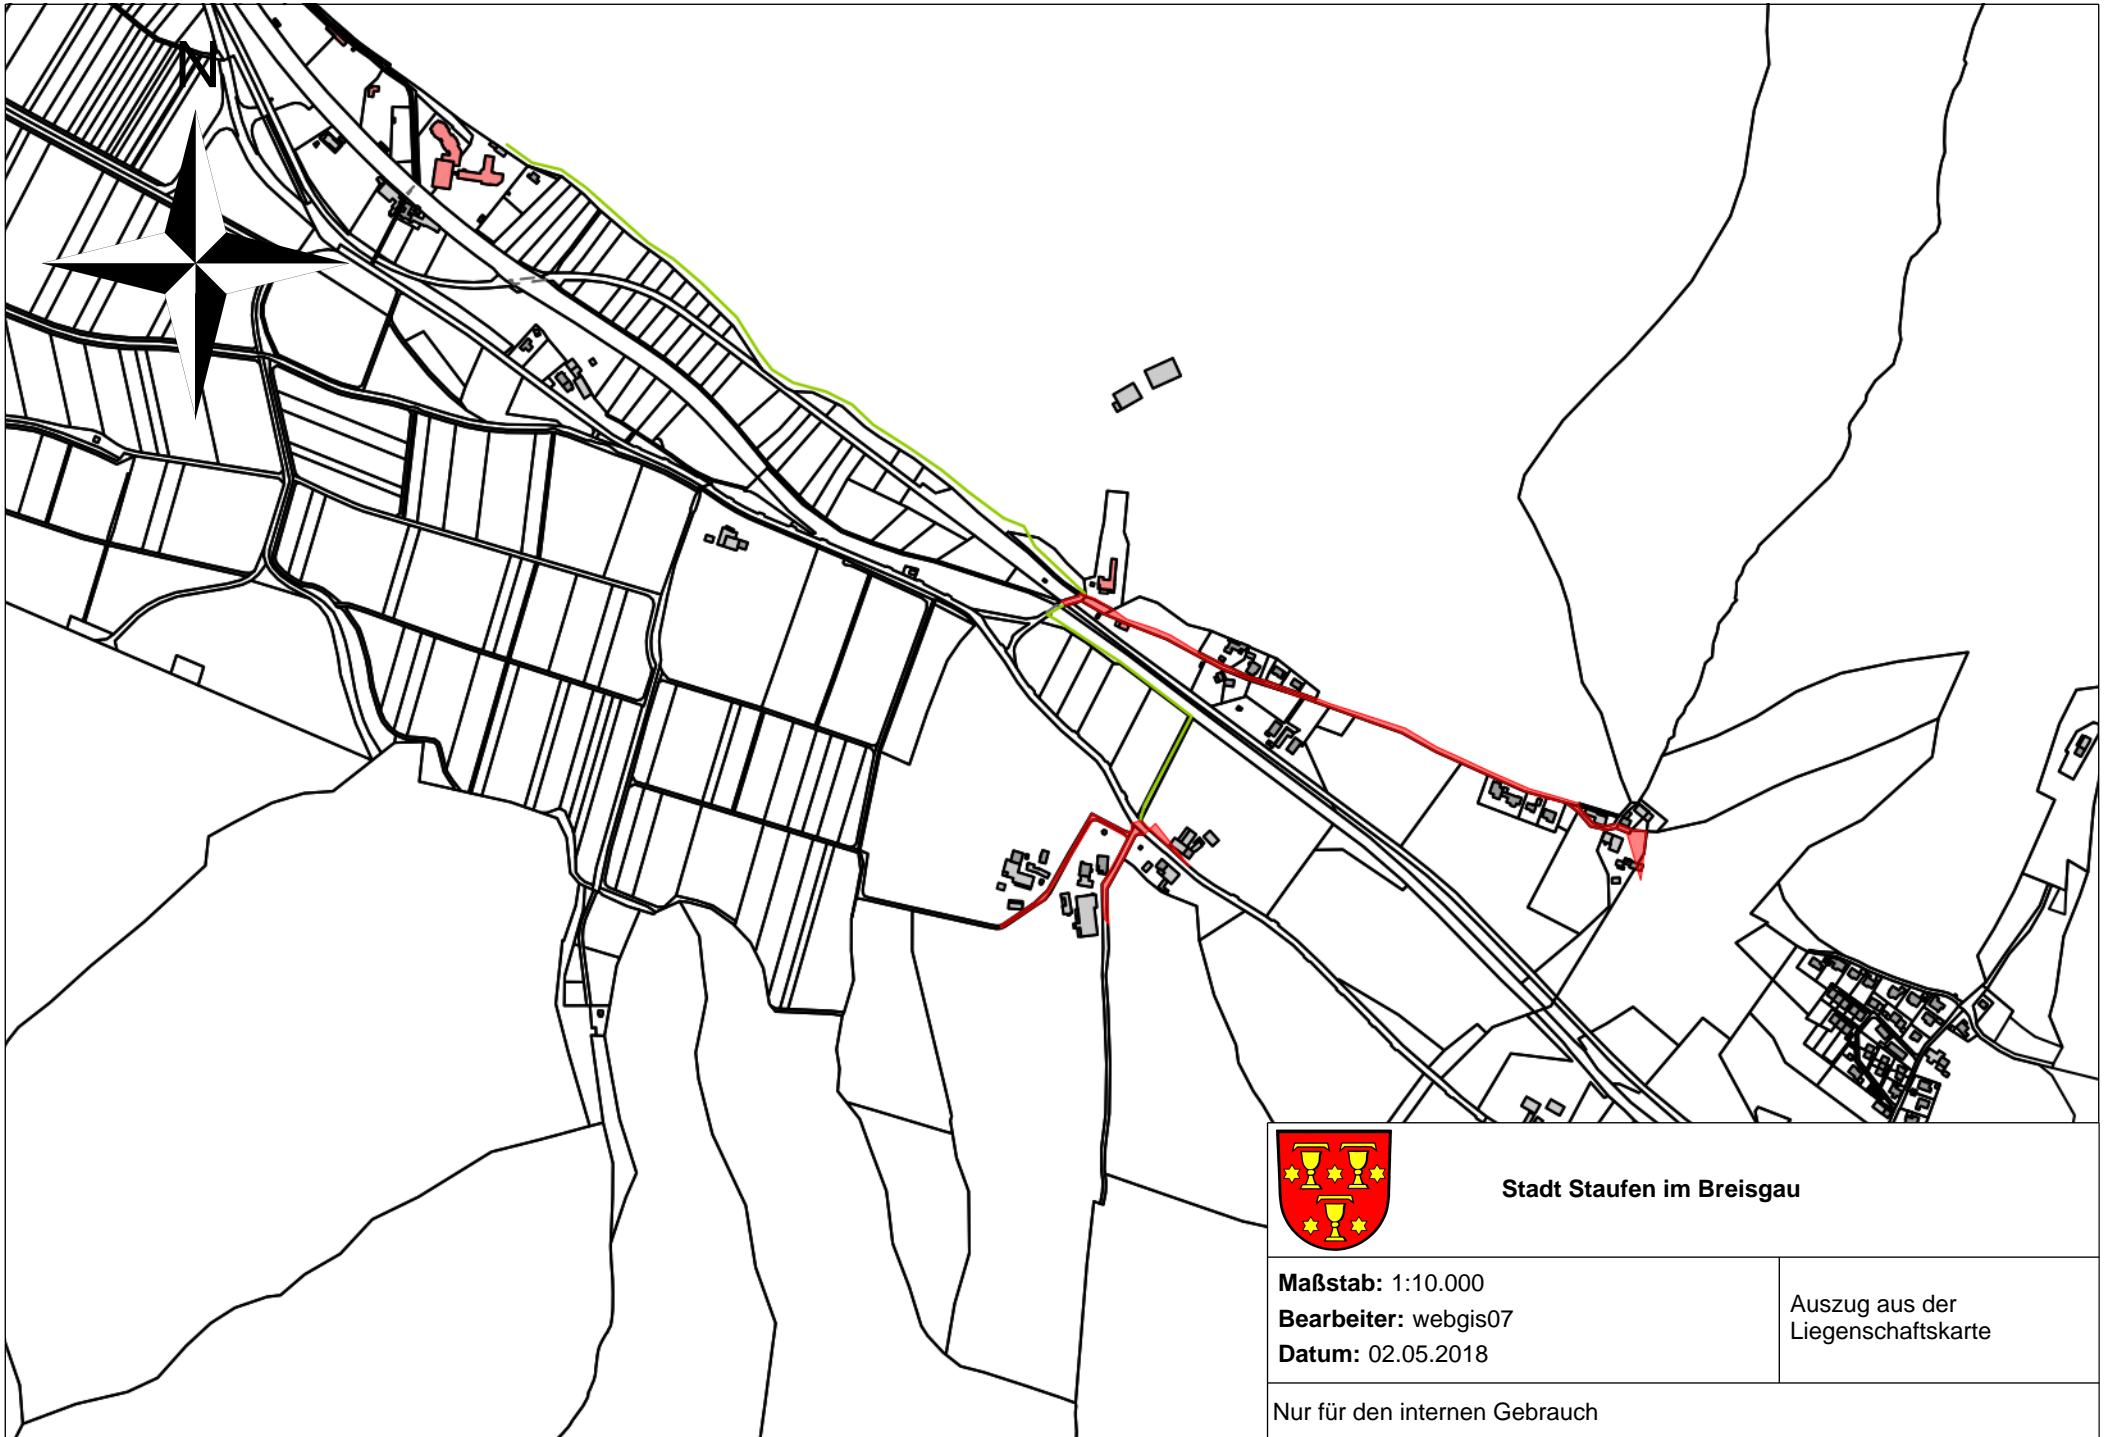 N
Stadt Staufen im Breisgau
Maßstab: 1:10.000
Bearbeiter: webgis07
Datum: 02.05.2018
Auszug aus der
Liegenschaftskarte
Nur für den internen Gebrauch